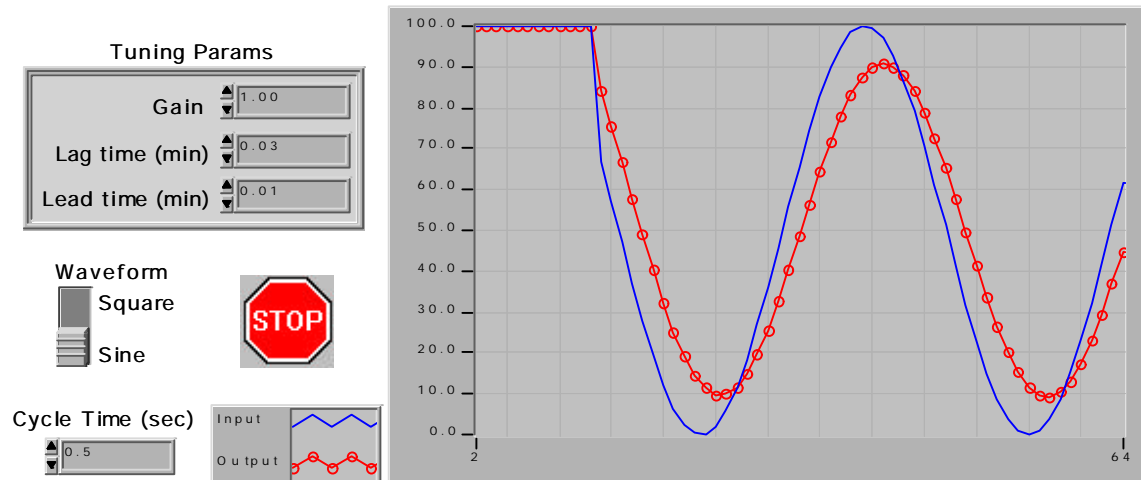 Tuning Params
Gain 1.00
Lag time (min) 0.03
Lead time (min) 0.01
Waveform
Square
Sine
STOP
Cycle Time (sec)
0.5
Input
Output
100.0
90.0
80.0
70.0
60.0
50.0
40.0
30.0
20.0
10.0
0.0
2
64